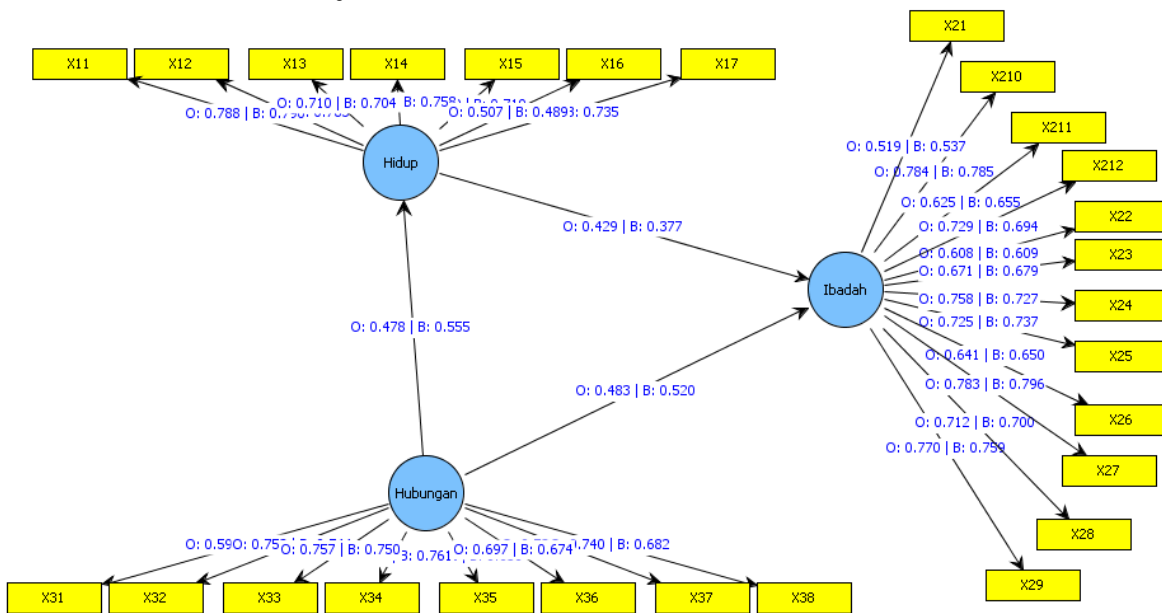 X21
X11 X12 X13 X14 X15 X16 X17
X210
O: 0.710 | B: 0.704 B: 0.758
O: 0.788 | B: O: 0.507 | B: 0.489 B: 0.735
X211
O: 0.519 | B: 0.537
Hidup
X212
O: 0.784 | B: 0.785
O: 0.625 | B: 0.655
X22
O: 0.429 | B: 0.377
O: 0.729 | B: 0.694
O: 0.608 | B: 0.609
X23
O: 0.671 | B: 0.679
Ibadah
O: 0.758 | B: 0.727
X24
O: 0.478 | B: 0.555
O: 0.725 | B: 0.737
O: 0.641 | B: 0.650
X25
O: 0.483 | B: 0.520
O: 0.783 | B: 0.796
X26
O: 0.712 | B: 0.700
O: 0.770 | B: 0.759
X27
Hubungan
X28
O: 0.757 | B: 0.750 B: 0.761 O: 0.697 | B: 0.674 0.740 | B: 0.682
X29
X31 X32 X33 X34 X35 X36 X37 X38